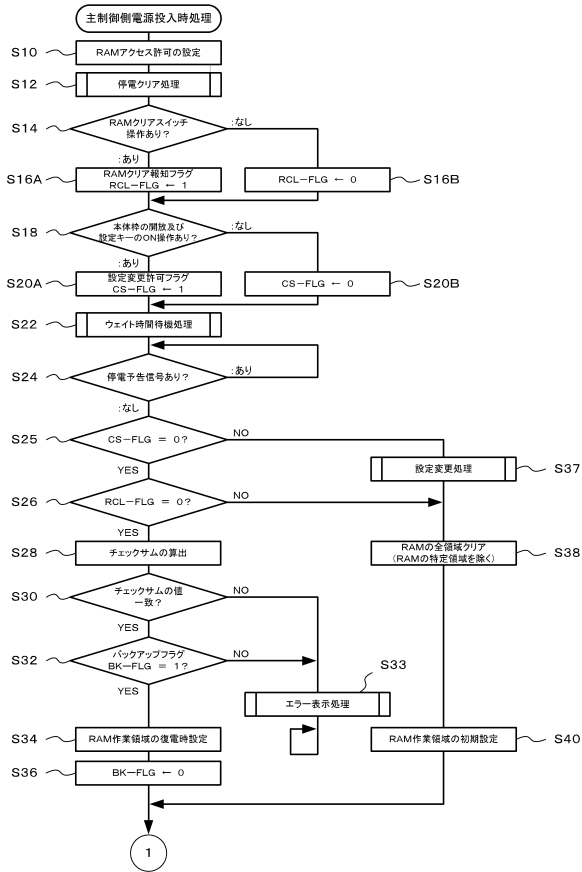 主制御側電源投入時処理
S10
RAMアクセス許可の設定
S12
停電クリア処理
S14
RAMクリアスイッチ
操作あり?
:なし
:あり
S16A
RAMクリア報知フラグ
RCL-FLG ← 1
RCL-FLG ← 0
S16B
S18
本体枠の開放及び
設定キーのON操作あり?
:なし
:あり
S20A
設定変更許可フラグ
CS-FLG ← 1
CS-FLG ← 0
S20B
S22
ウェイト時間待機処理
S24
停電予告信号あり?
:あり
:なし
S25
CS-FLG = 0?
NO
YES
設定変更処理
S37
S26
RCL-FLG = 0?
NO
YES
S28
チェックサムの算出
RAMの全領域クリア
(RAMの特定領域を除く)
S38
S30
チェックサムの値
一致?
NO
YES
S32
バックアップフラグ
BK-FLG = 1?
NO
YES
S33
エラー表示処理
S34
RAM作業領域の復電時設定
RAM作業領域の初期設定
S40
S36
BK-FLG ← 0
1